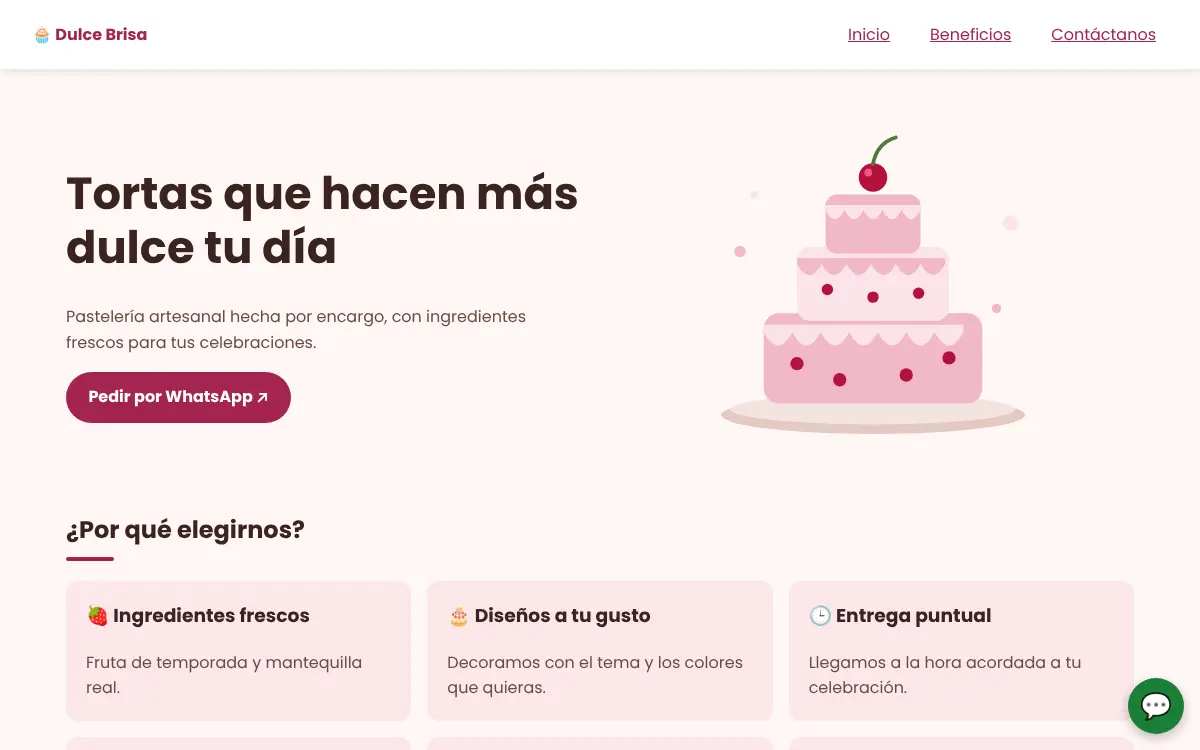 🧁 Dulce Brisa
Inicio
Beneficios
Contáctanos
Tortas que hacen más
dulce tu día
Pastelería artesanal hecha por encargo, con ingredientes
frescos para tus celebraciones.
Pedir por WhatsApp ↗
¿Por qué elegirnos?
🍓 Ingredientes frescos
Fruta de temporada y mantequilla
real.
🎂 Diseños a tu gusto
Decoramos con el tema y los colores
que quieras.
🕒 Entrega puntual
Llegamos a la hora acordada a tu
celebración.